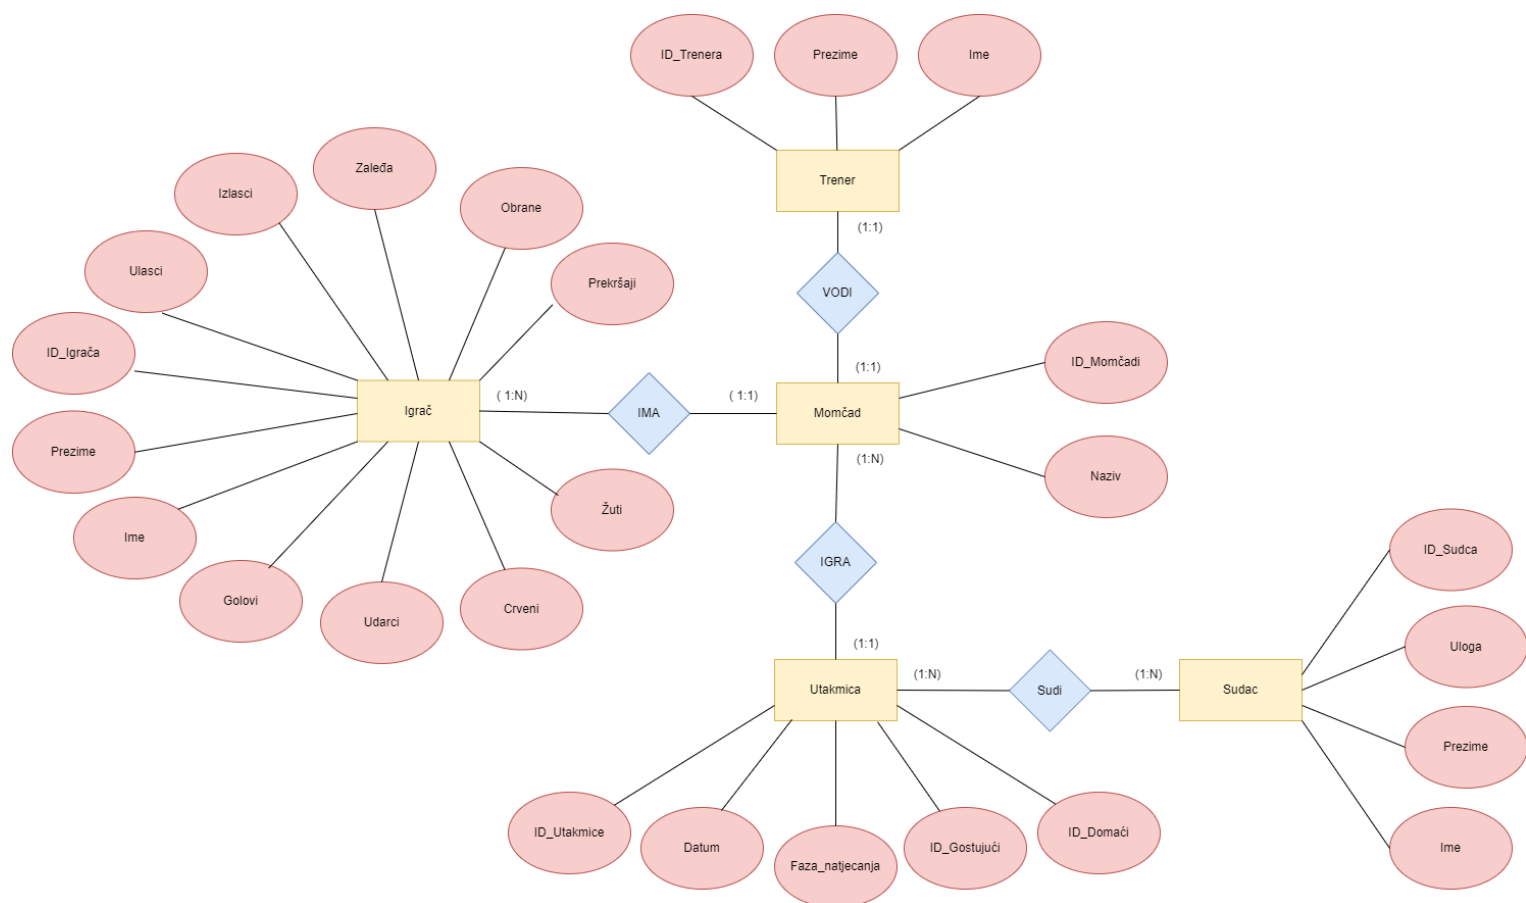 ID_Trenera
Prezime
Ime
Trener
(1:1)
VODI
(1:1)
Zaleđa
Izlasci
Obrane
Ulasci
Prekršaji
ID_Igrača
Prezime
Ime
Golovi
Udarci
Crveni
Žuti
Igrač
( 1:N)
IMA
( 1:1)
Momčad
ID_Momčadi
Naziv
(1:N)
IGRA
(1:1)
Utakmica
(1:N)
Sudi
(1:N)
Sudac
ID_Sudca
Uloga
Prezime
Ime
ID_Utakmice
Datum
Faza_natjecanja
ID_Gostujući
ID_Domaći